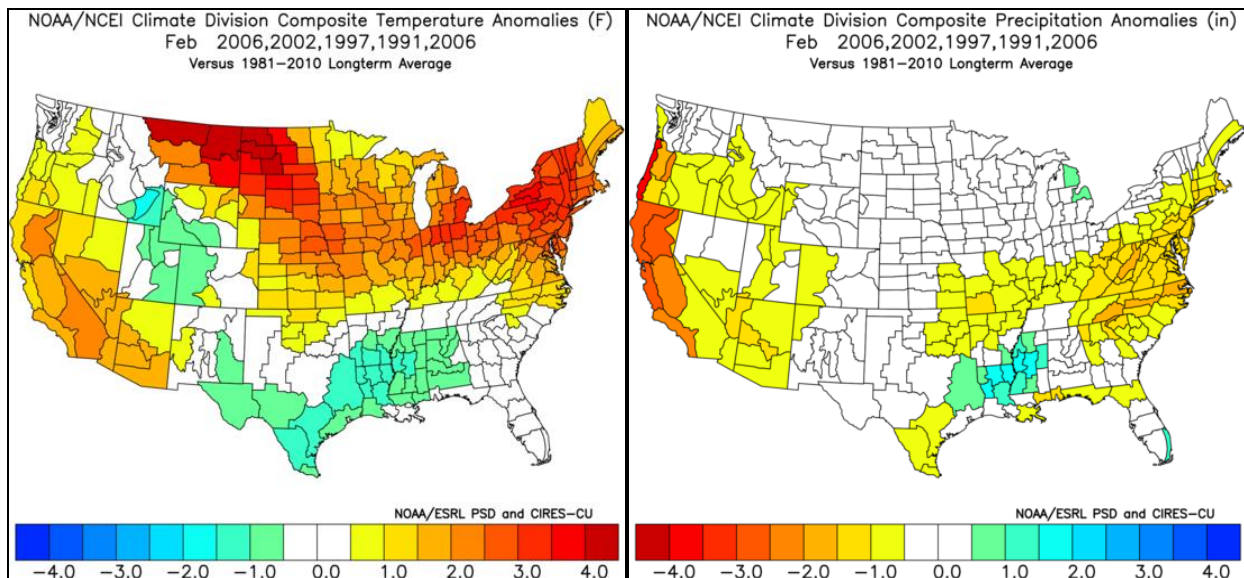 NOAA/NCEI Climate Division Composite Temperature Anomalies (F)
Feb 2006,2002,1997,1991,2006
Versus 1981-2010 Longterm Average
NOAA/ESRL PSD and CIRES-CU
-4.0 -3.0 -2.0 -1.0 0.0 1.0 2.0 3.0 4.0
NOAA/NCEI Climate Division Composite Precipitation Anomalies (in)
Feb 2006,2002,1997,1991,2006
Versus 1981-2010 Longterm Average
NOAA/ESRL PSD and CIRES-CU
-4.0 -3.0 -2.0 -1.0 0.0 1.0 2.0 3.0 4.0